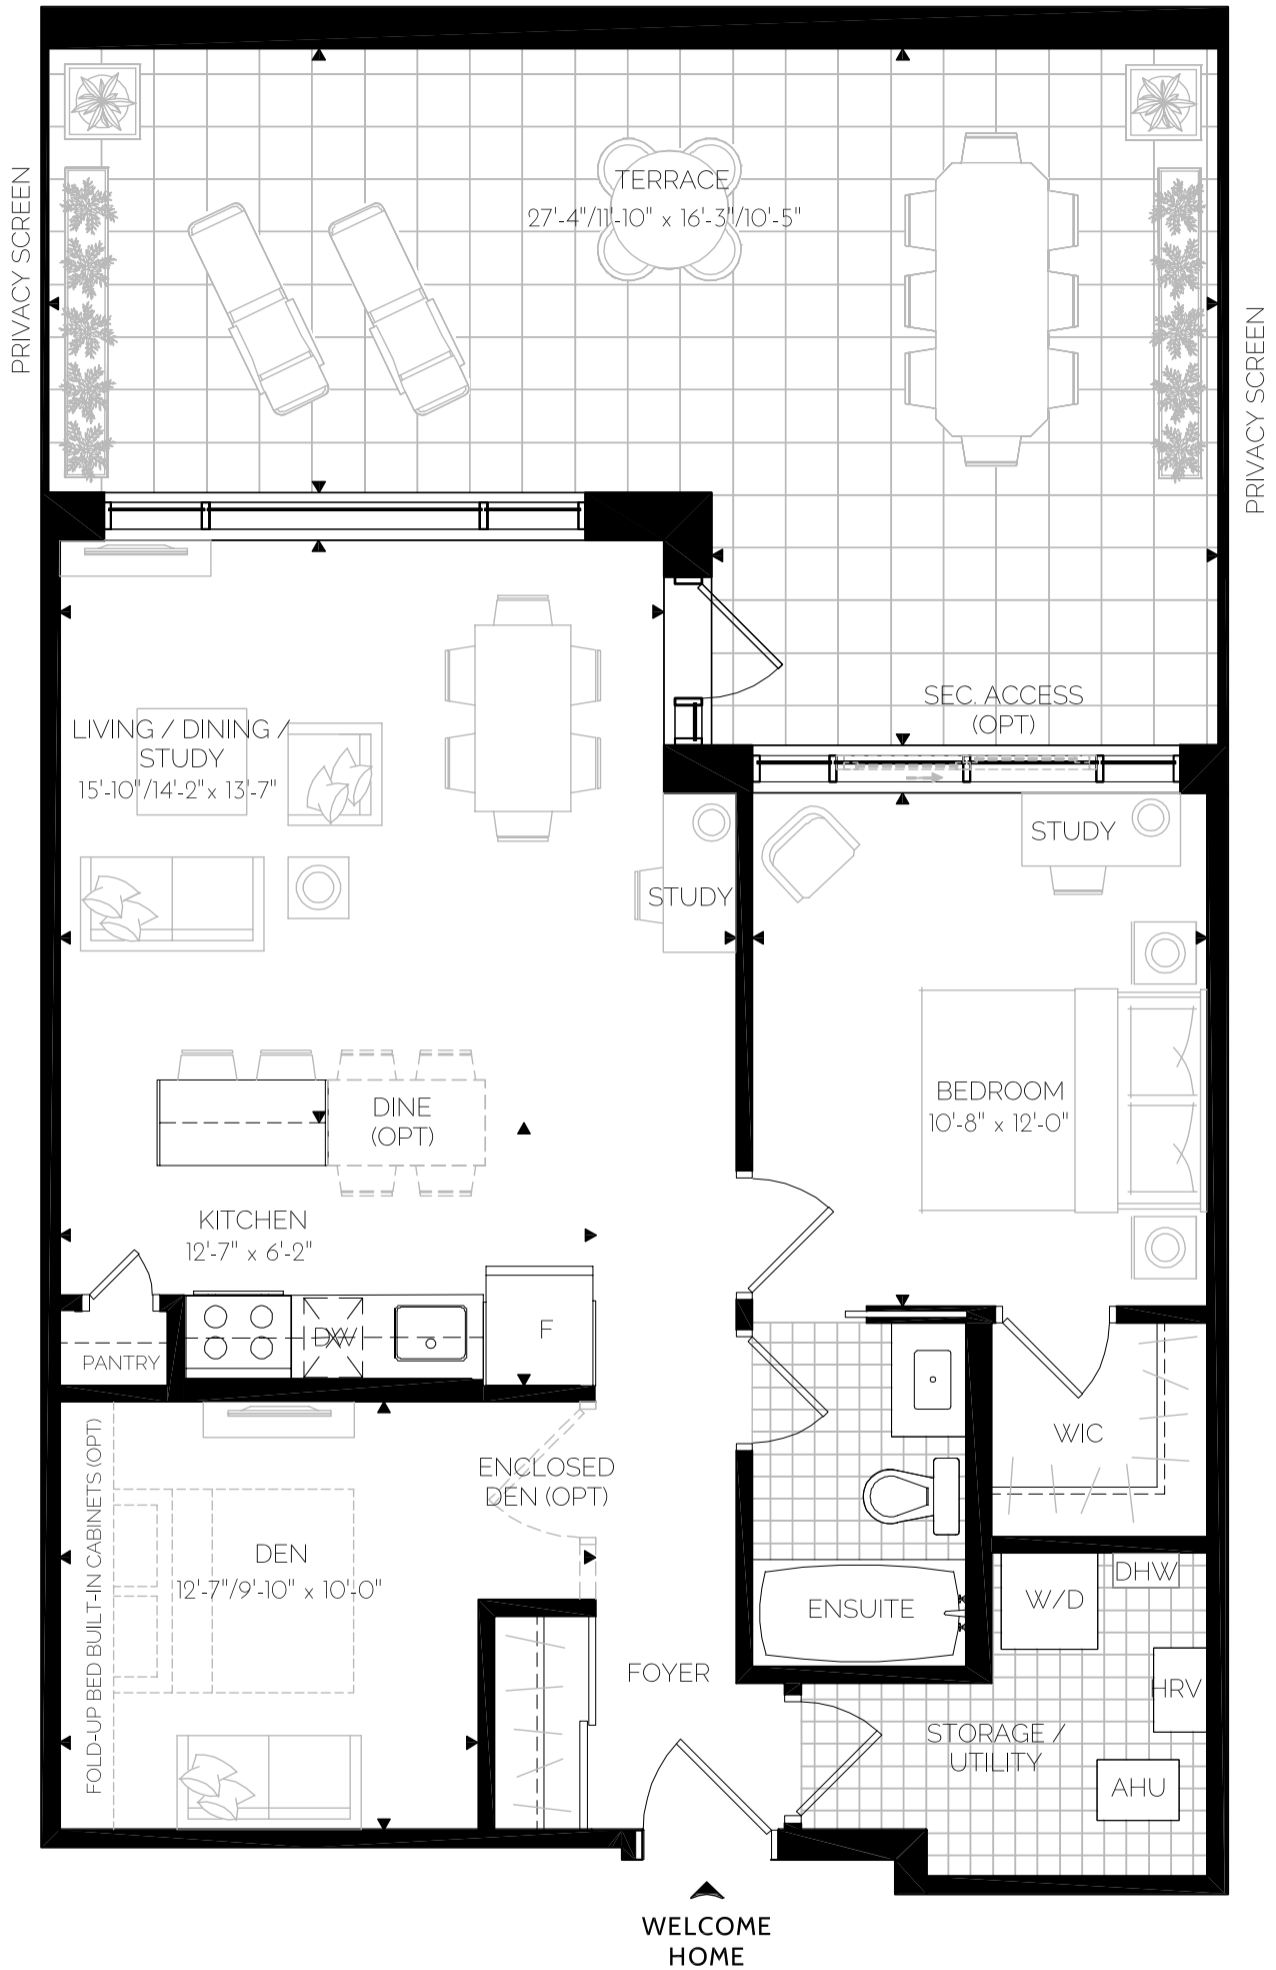 PRIVACY SCREEN
TERRACE
27'-4"/11'-10" x 16'-3"/10'-5"
PRIVACY SCREEN
SEC. ACCESS
(OPT)
LIVING / DINING /
STUDY
15'-10"/14'-2"x 13'-7"
STUDY
STUDY
BEDROOM
10'-8" x 12'-0"
DINE
(OPT)
KITCHEN
12'-7" x 6'-2"
F
DW
PANTRY
WIC
ENCLOSED
DEN (OPT)
FOLD-UP BED BUILT-IN CABINETS (OPT)
DEN
12'-7"/9'-10" x 10'-0"
ENSUITE
W/D
DHW
FOYER
HRV
STORAGE /
UTILITY
AHU
WELCOME
HOME